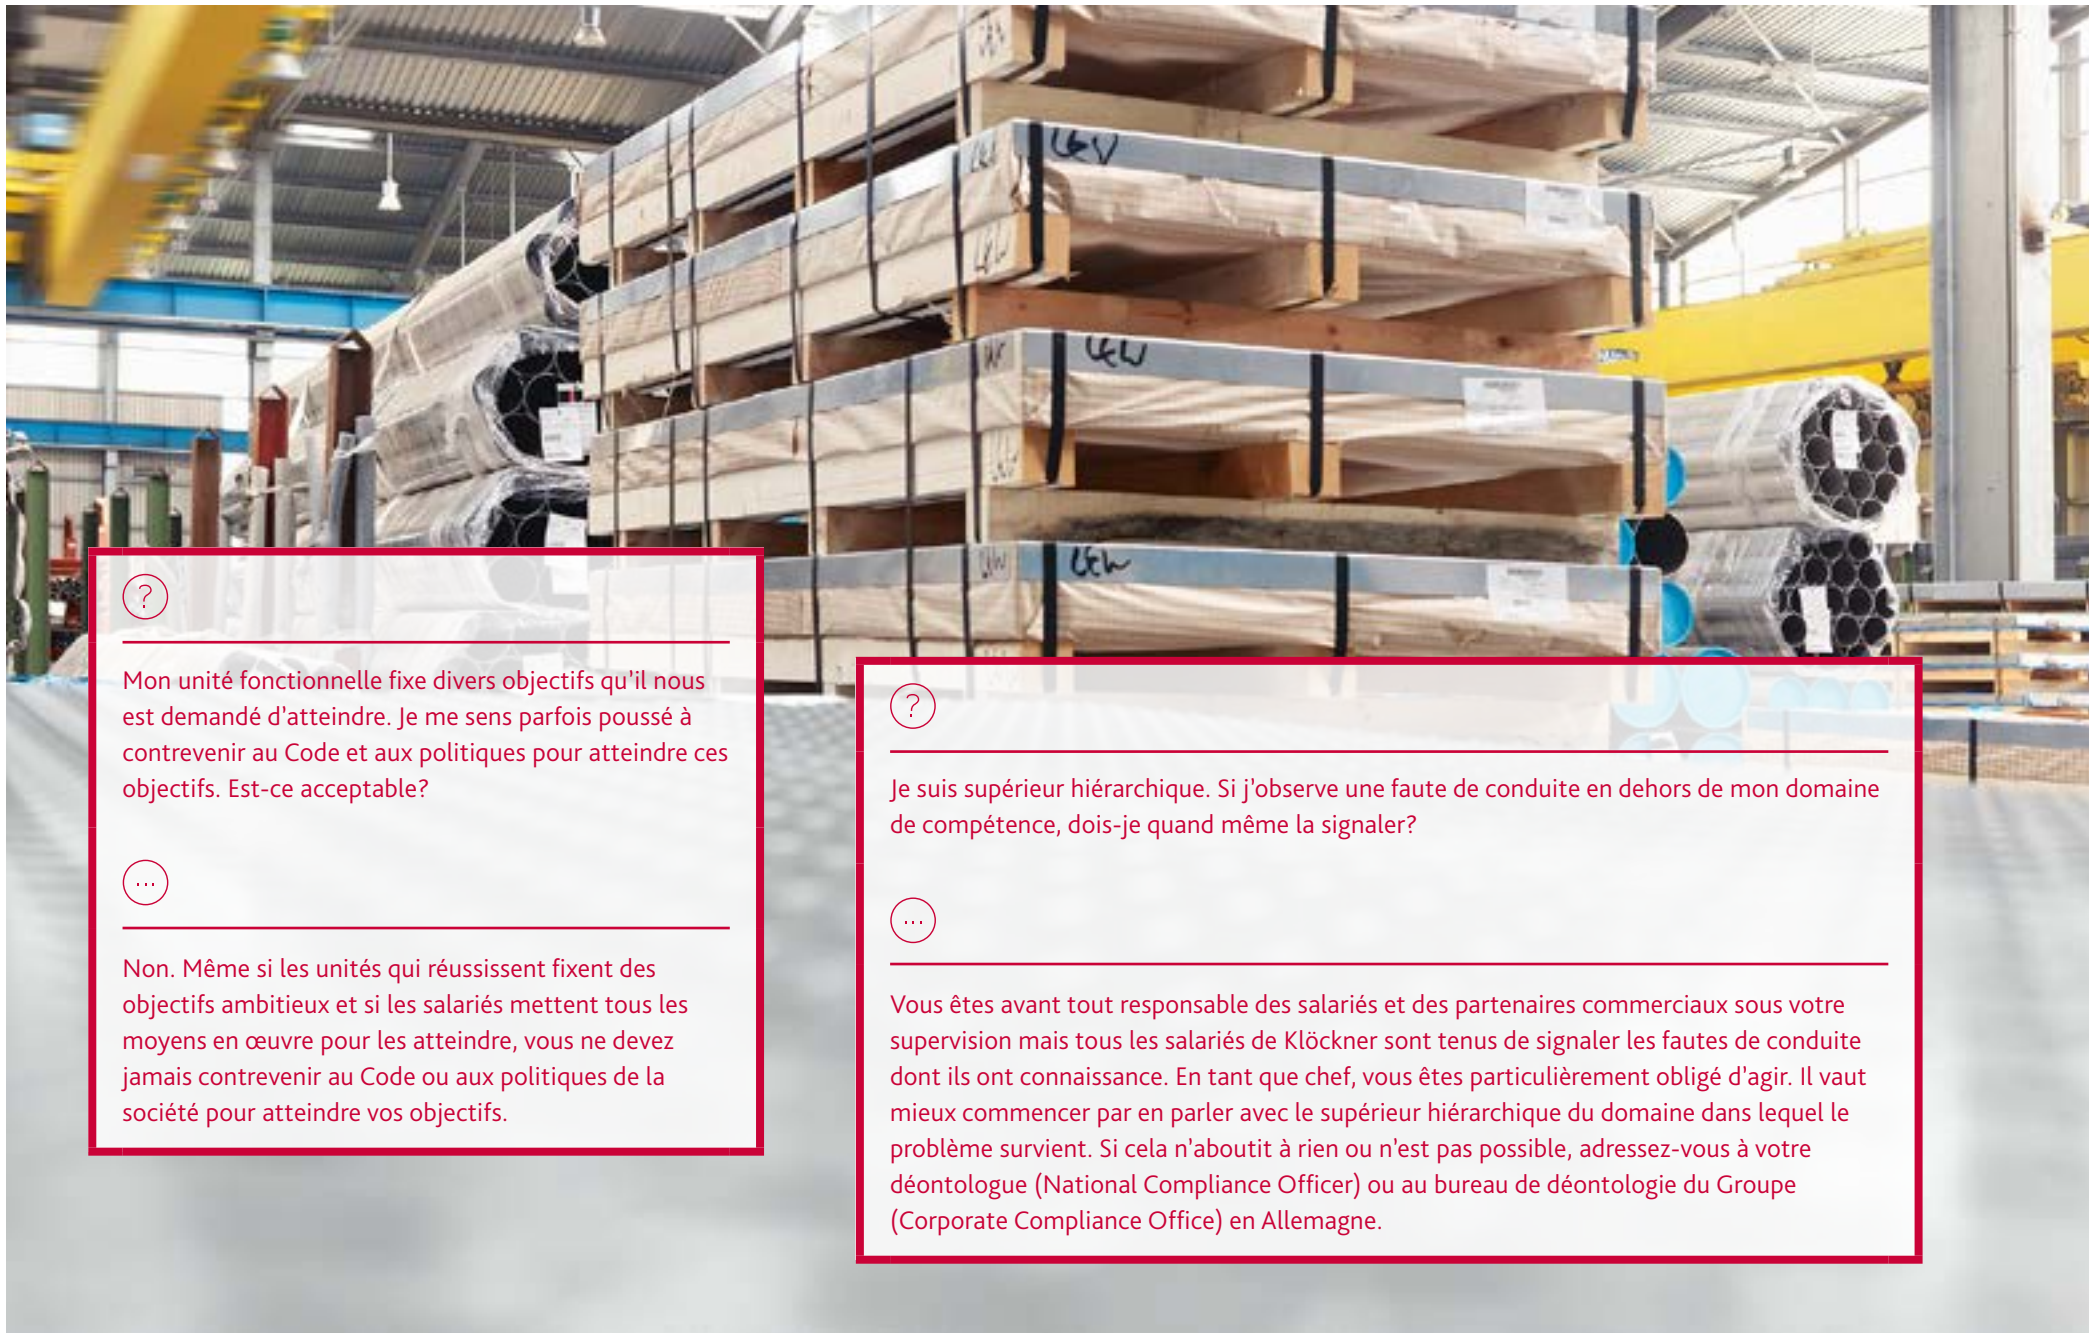 ?
Mon unité fonctionnelle fixe divers objectifs qu'il nous
est demandé d'atteindre. Je me sens parfois poussé à
contrevenir au Code et aux politiques pour atteindre ces
objectifs. Est-ce acceptable?
...
Non. Même si les unités qui réussissent fixent des
objectifs ambitieux et si les salariés mettent tous les
moyens en œuvre pour les atteindre, vous ne devez
jamais contrevenir au Code ou aux politiques de la
société pour atteindre vos objectifs.
?
Je suis supérieur hiérarchique. Si j'observe une faute de conduite en dehors de mon domaine
de compétence, dois-je quand même la signaler?
...
Vous êtes avant tout responsable des salariés et des partenaires commerciaux sous votre
supervision mais tous les salariés de Klöckner sont tenus de signaler les fautes de conduite
dont ils ont connaissance. En tant que chef, vous êtes particulièrement obligé d'agir. Il vaut
mieux commencer par en parler avec le supérieur hiérarchique du domaine dans lequel le
problème survient. Si cela n'aboutit à rien ou n'est pas possible, adressez-vous à votre
déontologue (National Compliance Officer) ou au bureau de déontologie du Groupe
(Corporate Compliance Office) en Allemagne.